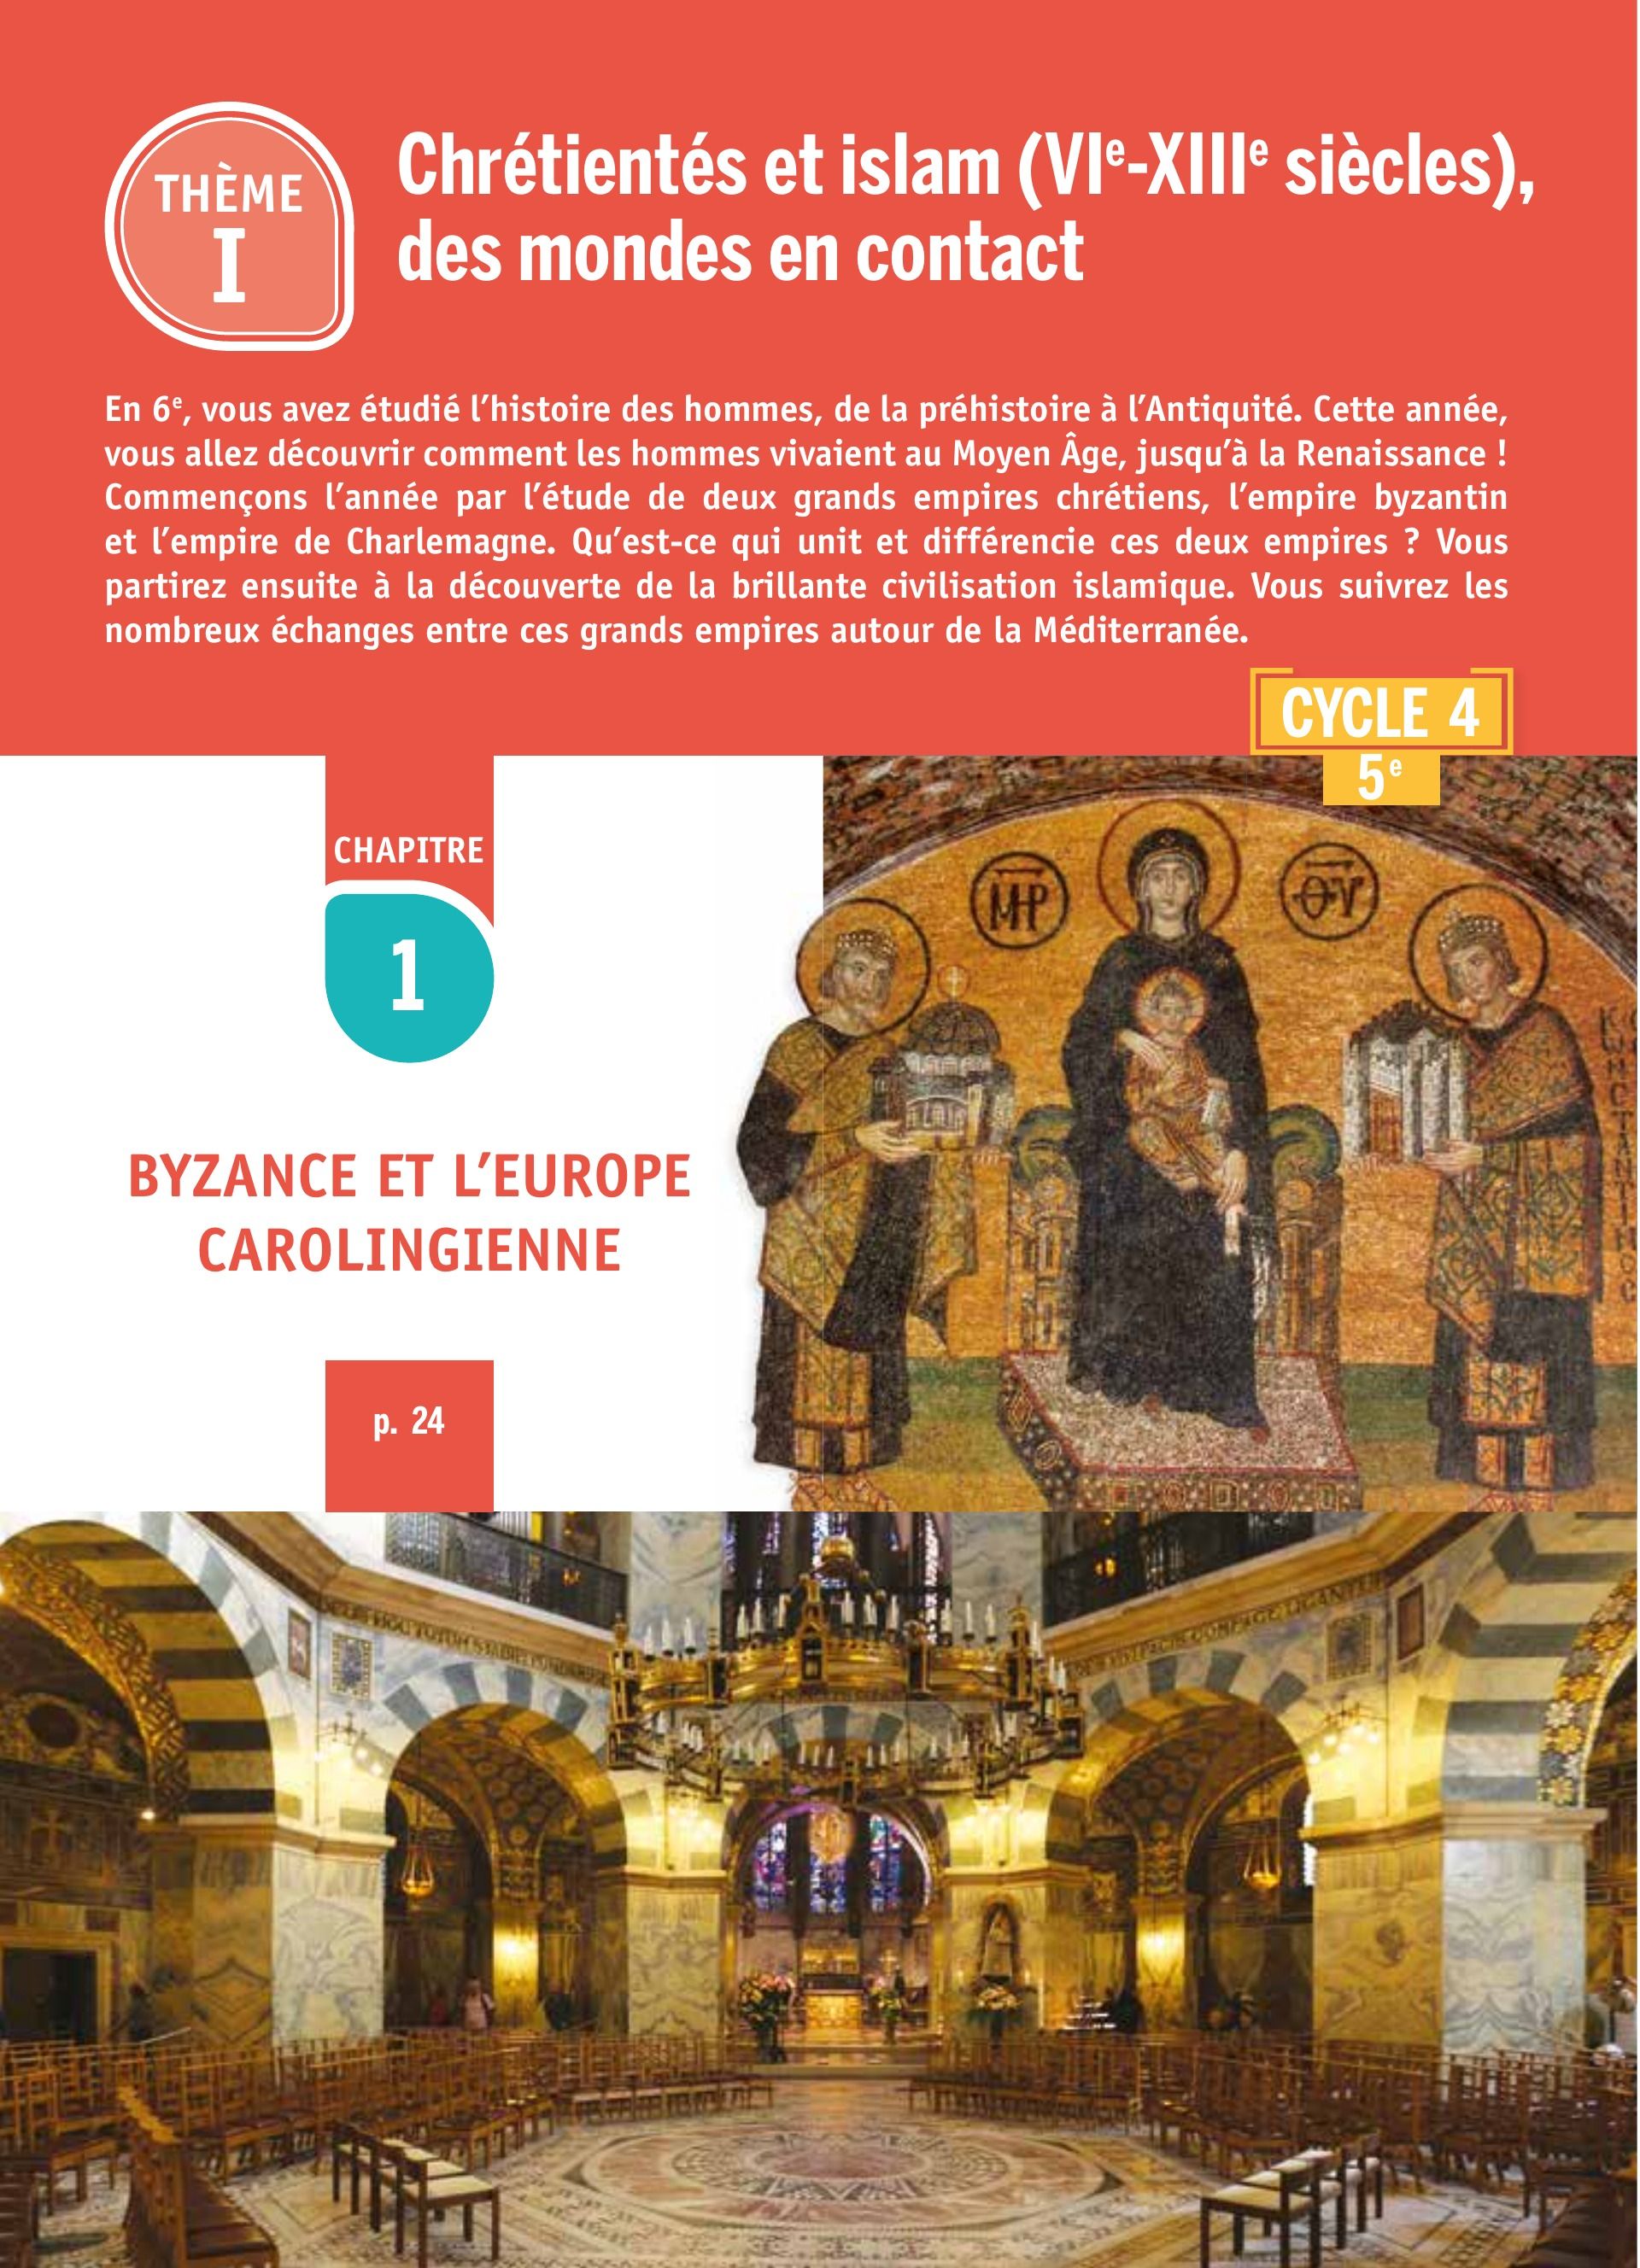 THÈME
I
Chrétientés et islam (VIe-XIIIe siècles),
des mondes en contact
En 6e, vous avez étudié l’histoire des hommes, de la préhistoire à l’Antiquité. Cette année,
vous allez découvrir comment les hommes vivaient au Moyen Âge, jusqu’à la Renaissance !
Commençons l’année par l’étude de deux grands empires chrétiens, l’empire byzantin
et l’empire de Charlemagne. Qu’est-ce qui unit et différencie ces deux empires ? Vous
partirez ensuite à la découverte de la brillante civilisation islamique. Vous suivrez les
nombreux échanges entre ces grands empires autour de la Méditerranée.
CYCLE 4
5e
CHAPITRE
1
BYZANCE ET L’EUROPE
CAROLINGIENNE
p. 24